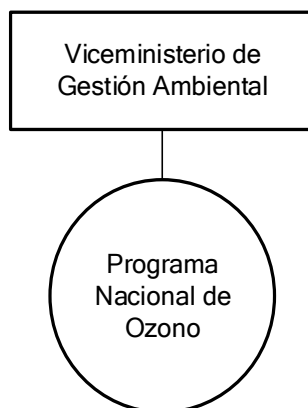 Viceministerio de
Gestión Ambiental
Programa
Nacional de
Ozono